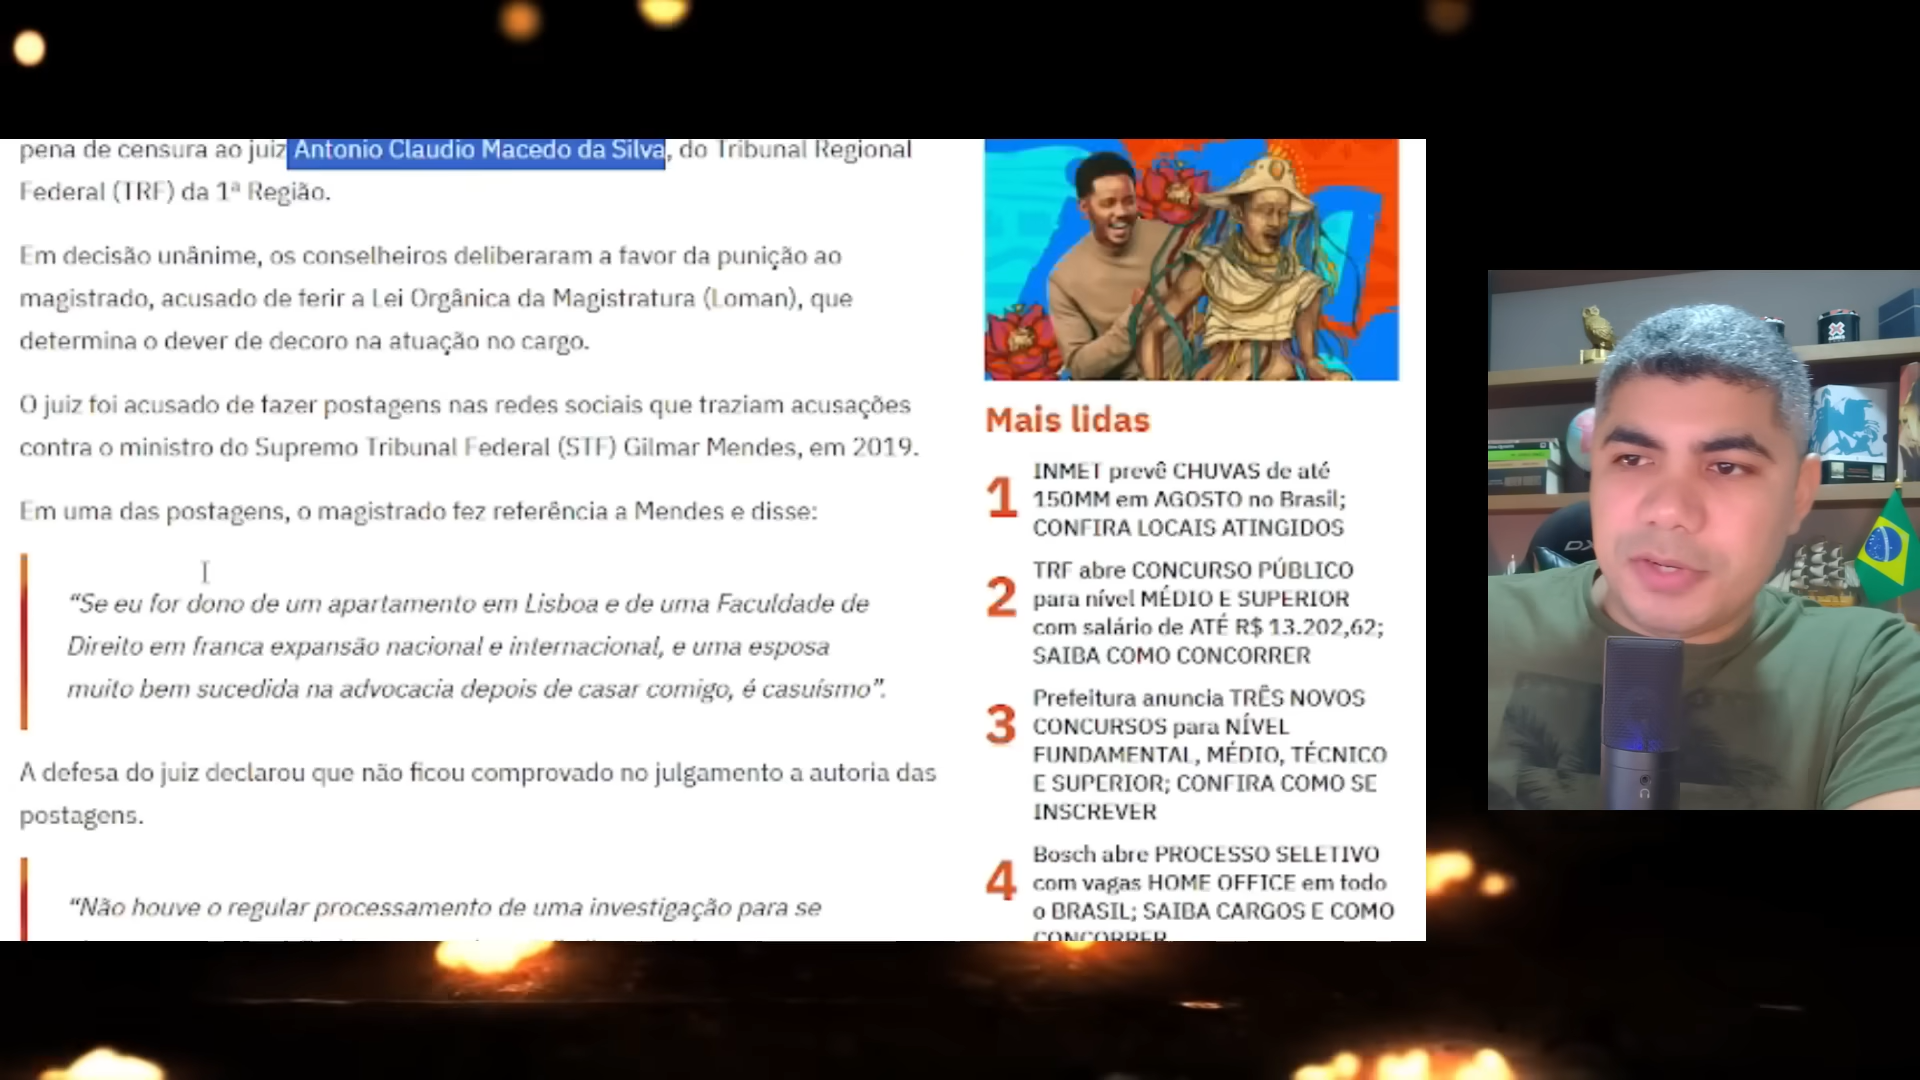 pena de censura ao juiz Antonio Claudio Macedo da Silva, do Tribunal Regional
Federal (TRF) da 1ª Região.
Em decisão unânime, os conselheiros deliberaram a favor da punição ao
magistrado, acusado de ferir a Lei Orgânica da Magistratura (Loman), que
determina o dever de decoro na atuação no cargo.
O juiz foi acusado de fazer postagens nas redes sociais que traziam acusações
contra o ministro do Supremo Tribunal Federal (STF) Gilmar Mendes, em 2019.
Em uma das postagens, o magistrado fez referência a Mendes e disse:
“Se eu for dono de um apartamento em Lisboa e de uma Faculdade de
Direito em franca expansão nacional e internacional, e uma esposa
muito bem sucedida na advocacia depois de casar comigo, é casuísmo”.
A defesa do juiz declarou que não ficou comprovado no julgamento a autoria das
postagens.
“Não houve o regular processamento de uma investigação para se
Mais lidas
1 INMET prevê CHUVAS de até
150MM em AGOSTO no Brasil;
CONFIRA LOCAIS ATINGIDOS
2 TRF abre CONCURSO PÚBLICO
para nível MÉDIO E SUPERIOR
com salário de ATÉ R$ 13.202,62;
SAIBA COMO CONCORRER
3 Prefeitura anuncia TRÊS NOVOS
CONCURSOS para NÍVEL
FUNDAMENTAL, MÉDIO, TÉCNICO
E SUPERIOR; CONFIRA COMO SE
INSCREVER
4 Bosch abre PROCESSO SELETIVO
com vagas HOME OFFICE em todo
o BRASIL; SAIBA CARGOS E COMO
CONCORRER